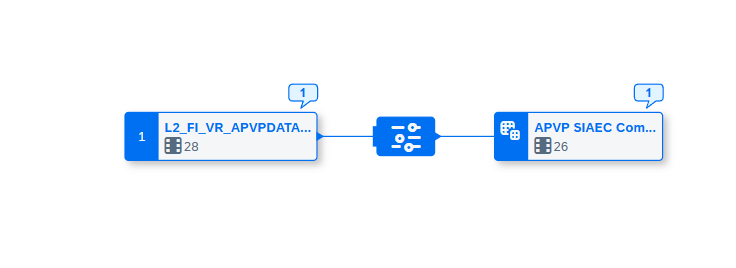 1
1
1
L2_FI_VR_APVPDATA...
28
APVP SIAEC Com...
26